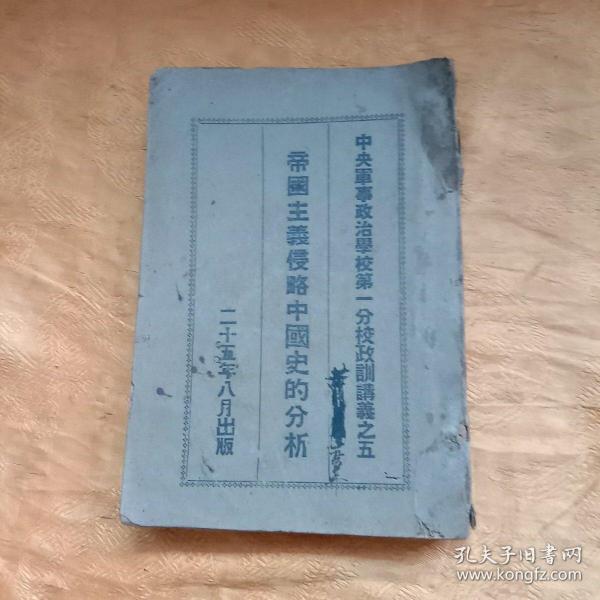 中央軍事政治學校第一分校政訓講義之五
帝國主義侵略中國史的分析
二十五年八月出版
孔夫子旧书网
www.kongfz.com